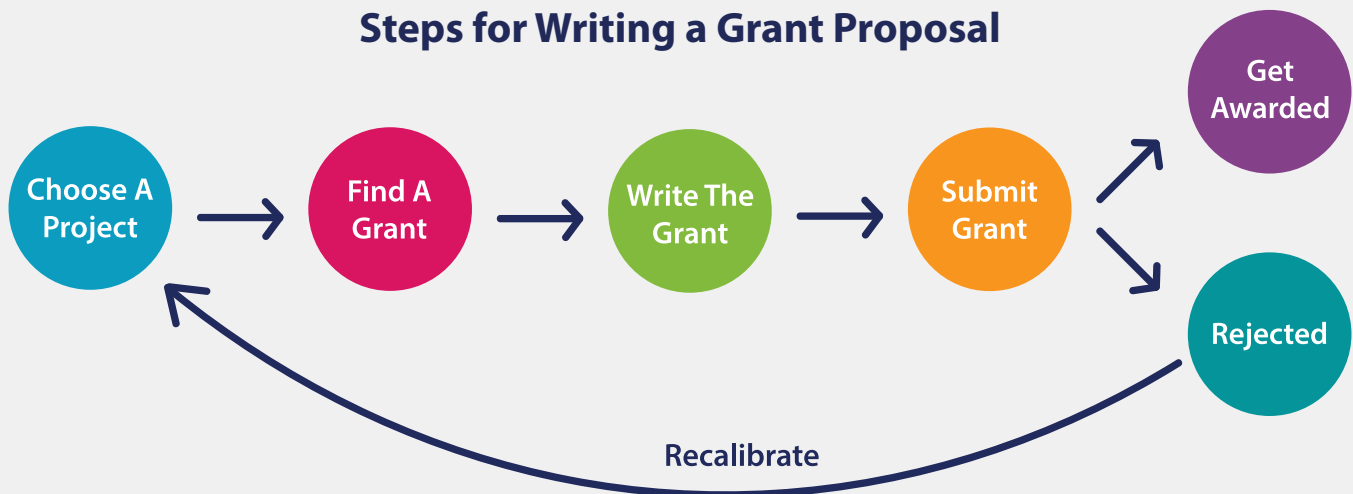 Steps for Writing a Grant Proposal
Choose A
Project
Find A
Grant
Write The
Grant
Submit
Grant
Get
Awarded
Rejected
Recalibrate